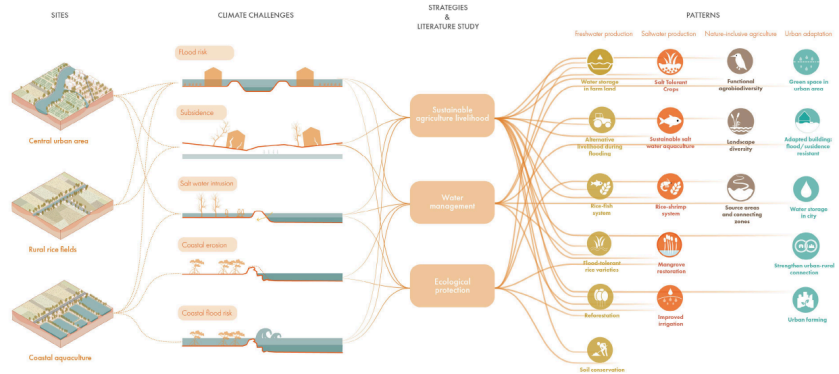 SITES
CLIMATE CHALLENGES
STRATEGIES
&
LITERATURE STUDY
PATTERNS
Freshwater production
Saltwater production
Nature-inclusive agriculture
Urban adaptation
Central urban area
Rural rice fields
Coastal aquaculture
Flood risk
Subsidence
Salt water intrusion
Coastal erosion
Coastal flood risk
Sustainable
agriculture livelihood
Water
management
Ecological
protection
Water storage
in farm land
Salt Tolerant
Crops
Functional
agrobiodiversity
Green space in
urban area
Alternative
livelihood during
flooding
Sustainable salt
water aquaculture
Landscape
diversity
Adapted building:
flood/susidence
resistant
Rice-fish
system
Rice-shrimp
system
Source areas
and connecting
zones
Water storage
in city
Flood-tolerant
rice varieties
Mangrove
restoration
Strengthen urban-rural
connection
Reforestation
Improved
irrigation
Urban farming
Soil conservation